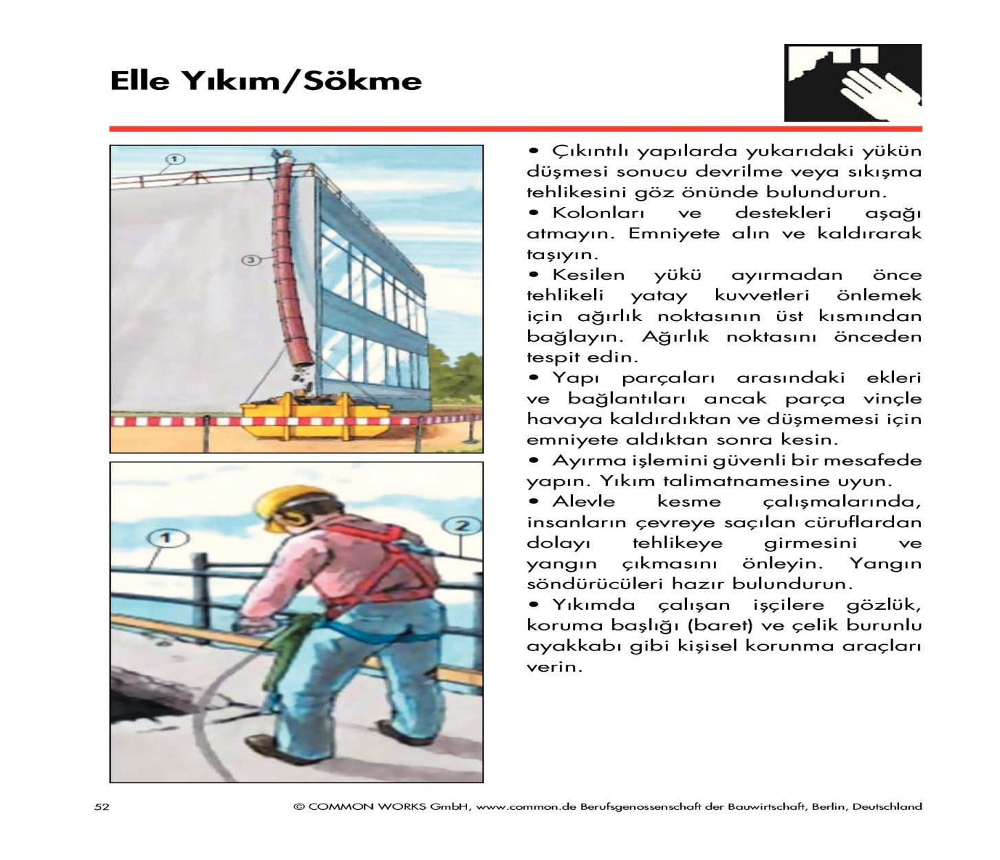 Elle Yıkım/Sökme
1
3
1
2
• Çıkıntılı yapılarda yukarıdaki yükün
düşmesi sonucu devrilme veya sıkışma
tehlikesini göz önünde bulundurun.
• Kolonları ve destekleri aşağı
atmayın. Emniyete alın ve kaldırarak
taşıyın.
• Kesilen yükü ayırmadan önce
tehlikeli yatay kuvvetleri önlemek
için ağırlık noktasının üst kısmından
bağlayın. Ağırlık noktasını önceden
tespit edin.
• Yapı parçaları arasındaki ekleri
ve bağlantıları ancak parça vinçle
havaya kaldırdıktan ve düşmemesi için
emniyete aldıktan sonra kesin.
• Ayırma işlemini güvenli bir mesafede
yapın. Yıkım talimatnamesine uyun.
• Alevle kesme çalışmalarında,
insanların çevreye saçılan cüruflardan
dolayı tehlikeye girmesini ve
yangın çıkmasını önleyin. Yangın
söndürücüleri hazır bulundurun.
• Yıkımda çalışan işçilere gözlük,
koruma başlığı (baret) ve çelik burunlu
ayakkabı gibi kişisel korunma araçları
verin.
52
© COMMON WORKS GmbH, www.common.de Berufsgenossenschaft der Bauwirtschaft, Berlin, Deutschland